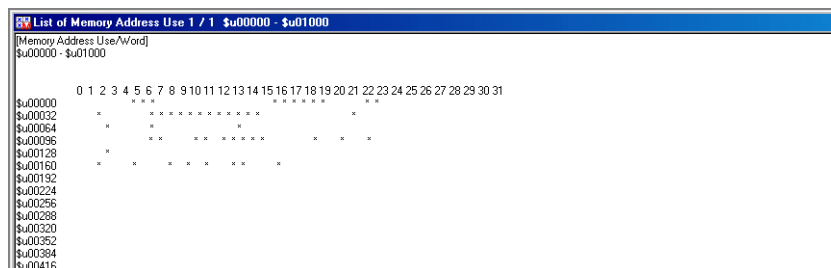 List of Memory Address Use 1 / 1 $u00000 - $u01000
[Memory Address Use/Word]
$u00000 - $u01000
0 1 2 3 4 5 6 7 8 9 10 11 12 13 14 15 16 17 18 19 20 21 22 23 24 25 26 27 28 29 30 31
$u00000 * * * * * * * * * * *
$u00032 * * * * * * * * * * * * * *
$u00064 * * *
$u00096 * * * * * * * * * * * *
$u00128 *
$u00160 * * * * * * * *
$u00192
$u00224
$u00256
$u00288
$u00320
$u00352
$u00384
$u00416